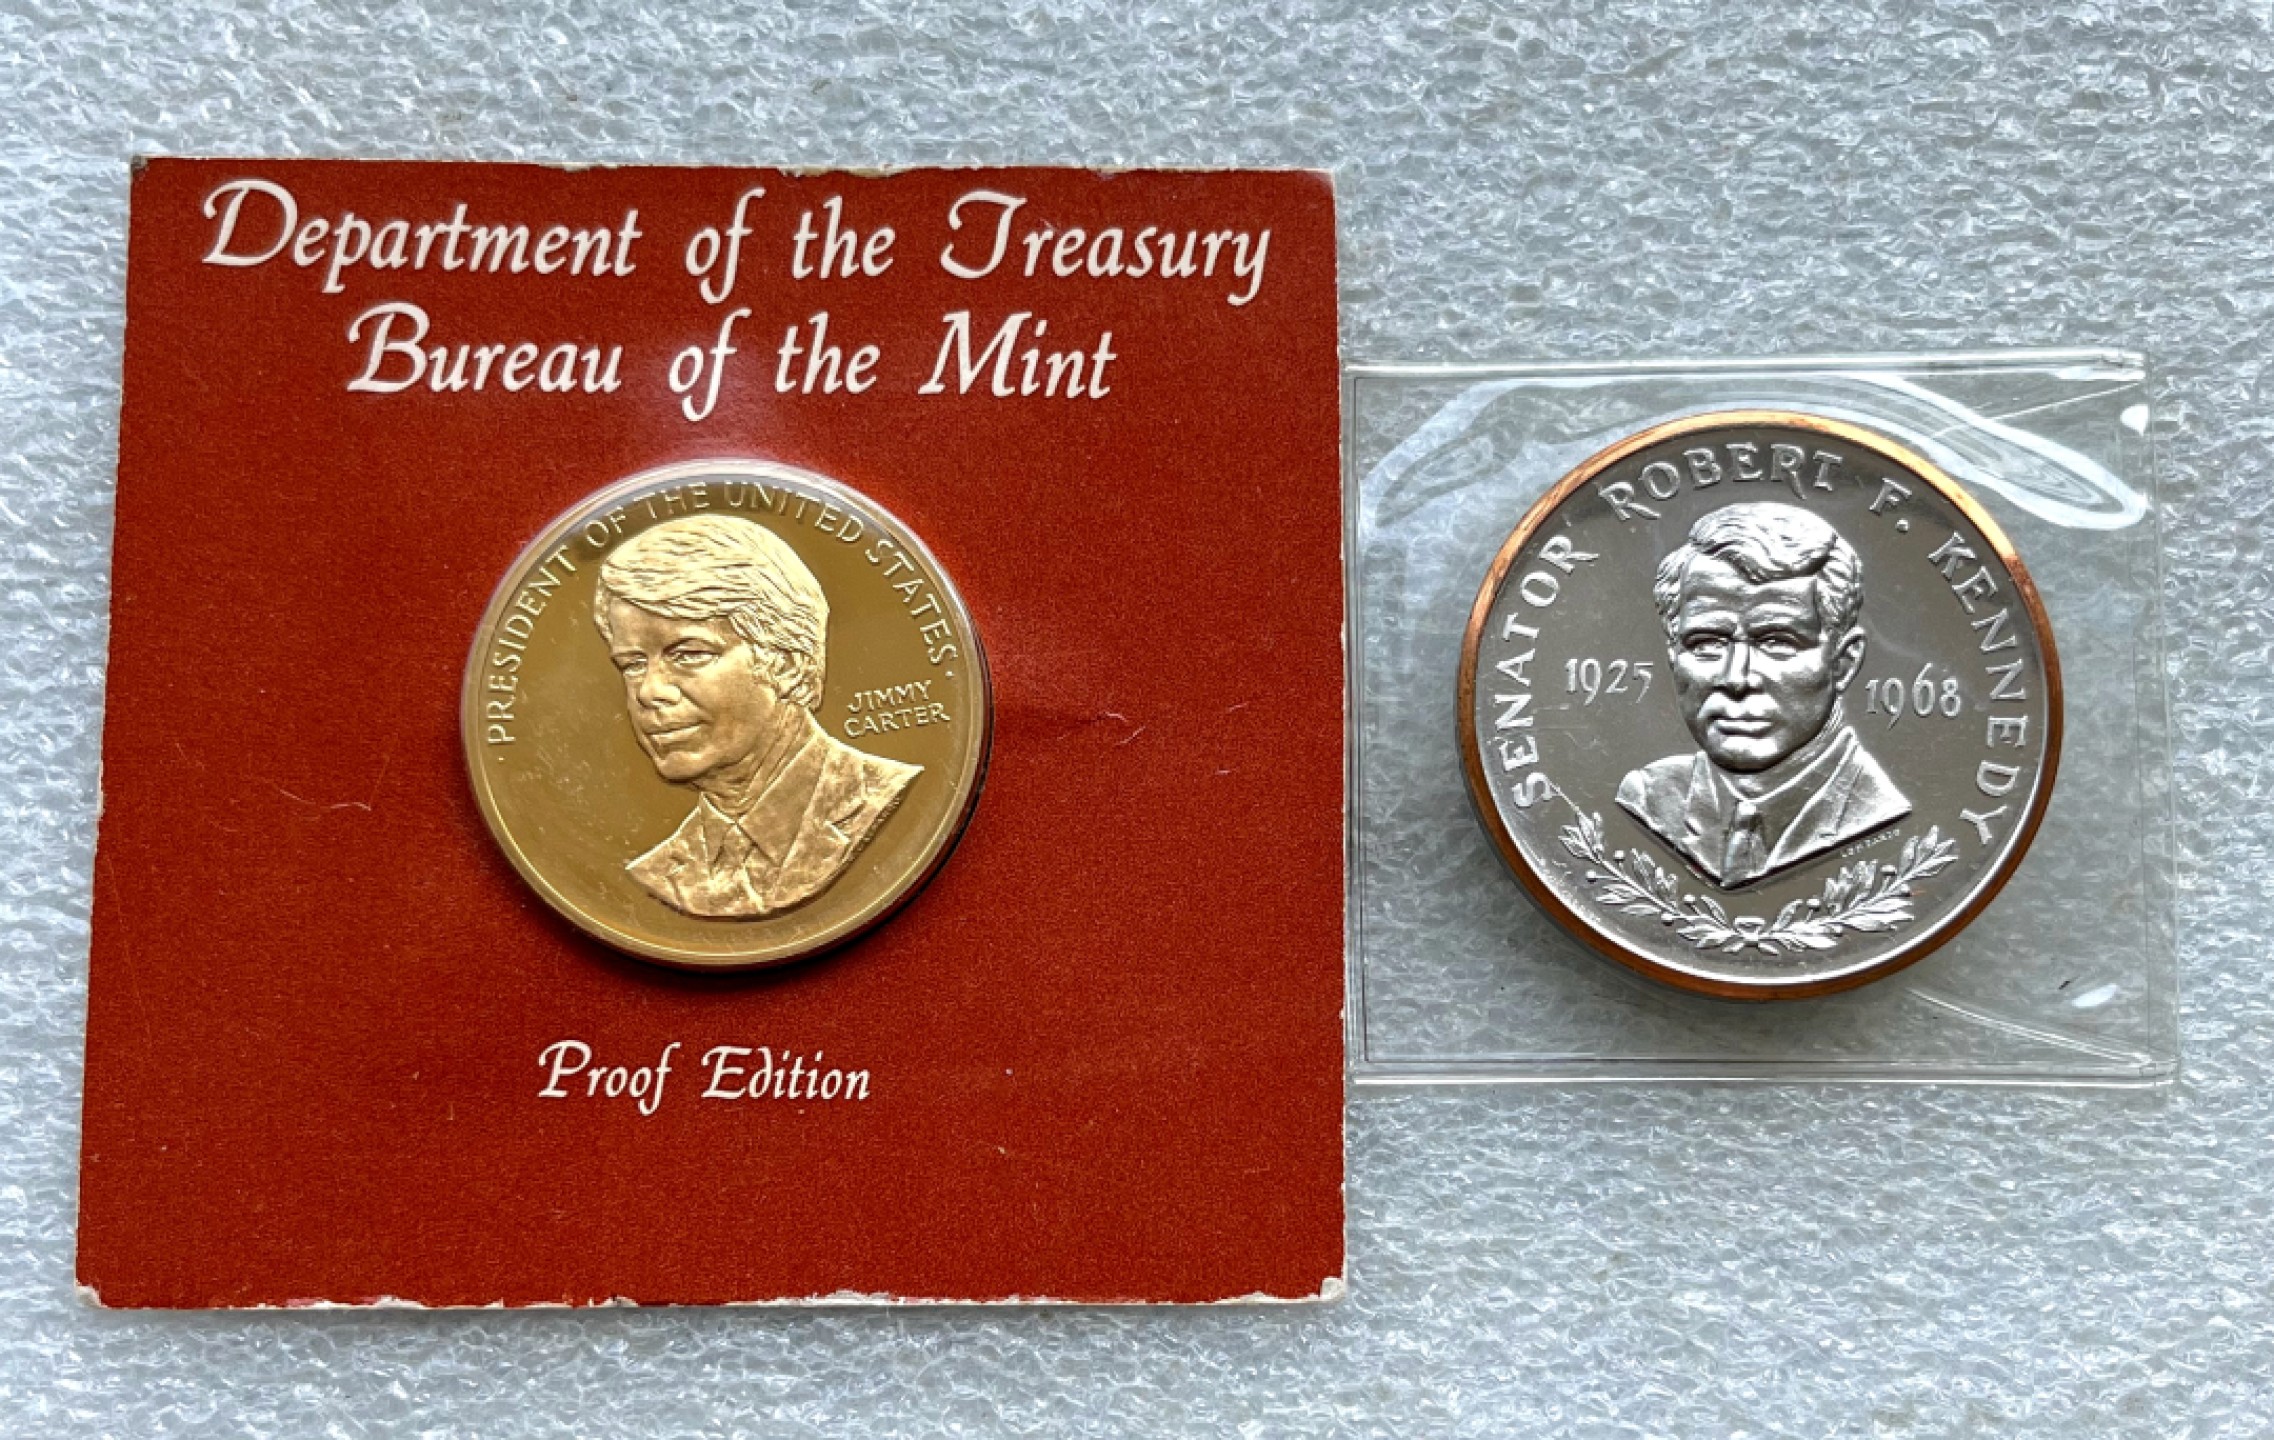 Department of the Treasury
Bureau of the Mint
PRESIDENT OF THE UNITED STATES
JIMMY
CARTER
Proof Edition
SENATOR ROBERT F. KENNEDY
1925 1968
LOMBARDO